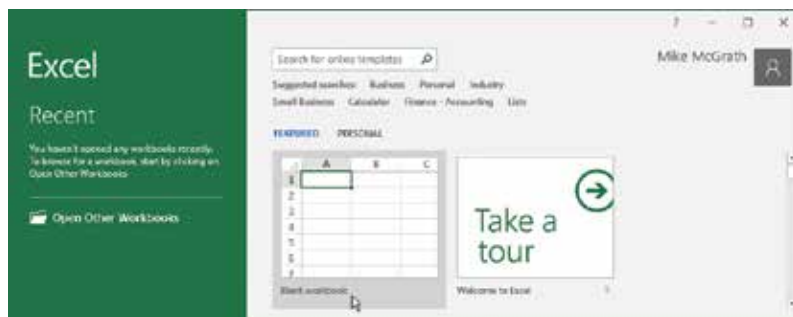 Excel
Recent
You haven't opened any workbooks recently.
To browse for a workbook, start by clicking on
Open Other Workbooks
Open Other Workbooks
? – □ ×
Mike McGrath
Search for online templates
Suggested searches: Business Personal Industry
Small Business Calculator Finance - Accounting Lists
FEATURED PERSONAL
A B C
1
2
3
4
5
6
7
Blank workbook
Take a
tour
Welcome to Excel